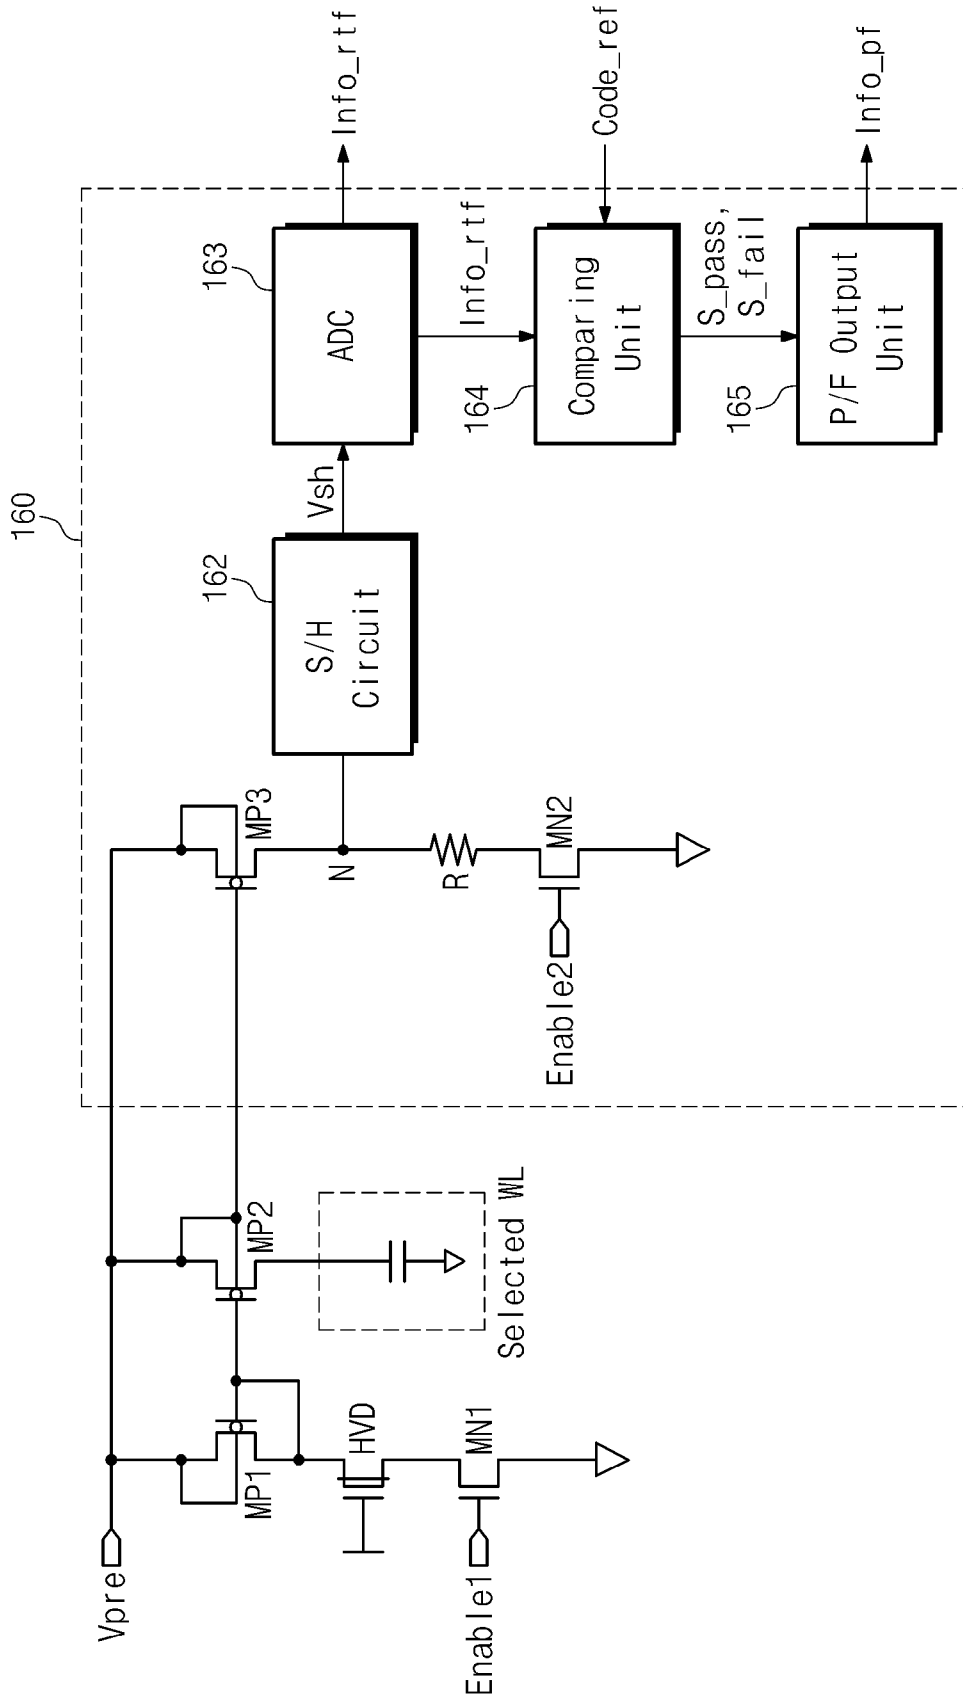 160
Vpre
MP1
HVD
MN1
Enable1
MP2
Selected WL
MP3
N
R
MN2
Enable2
162
S/H
Circuit
Vsh
163
ADC
Info_rtf
Info_rtf
164
Comparing
Unit
Code_ref
S_pass,
S_fail
165
P/F Output
Unit
Info_pf